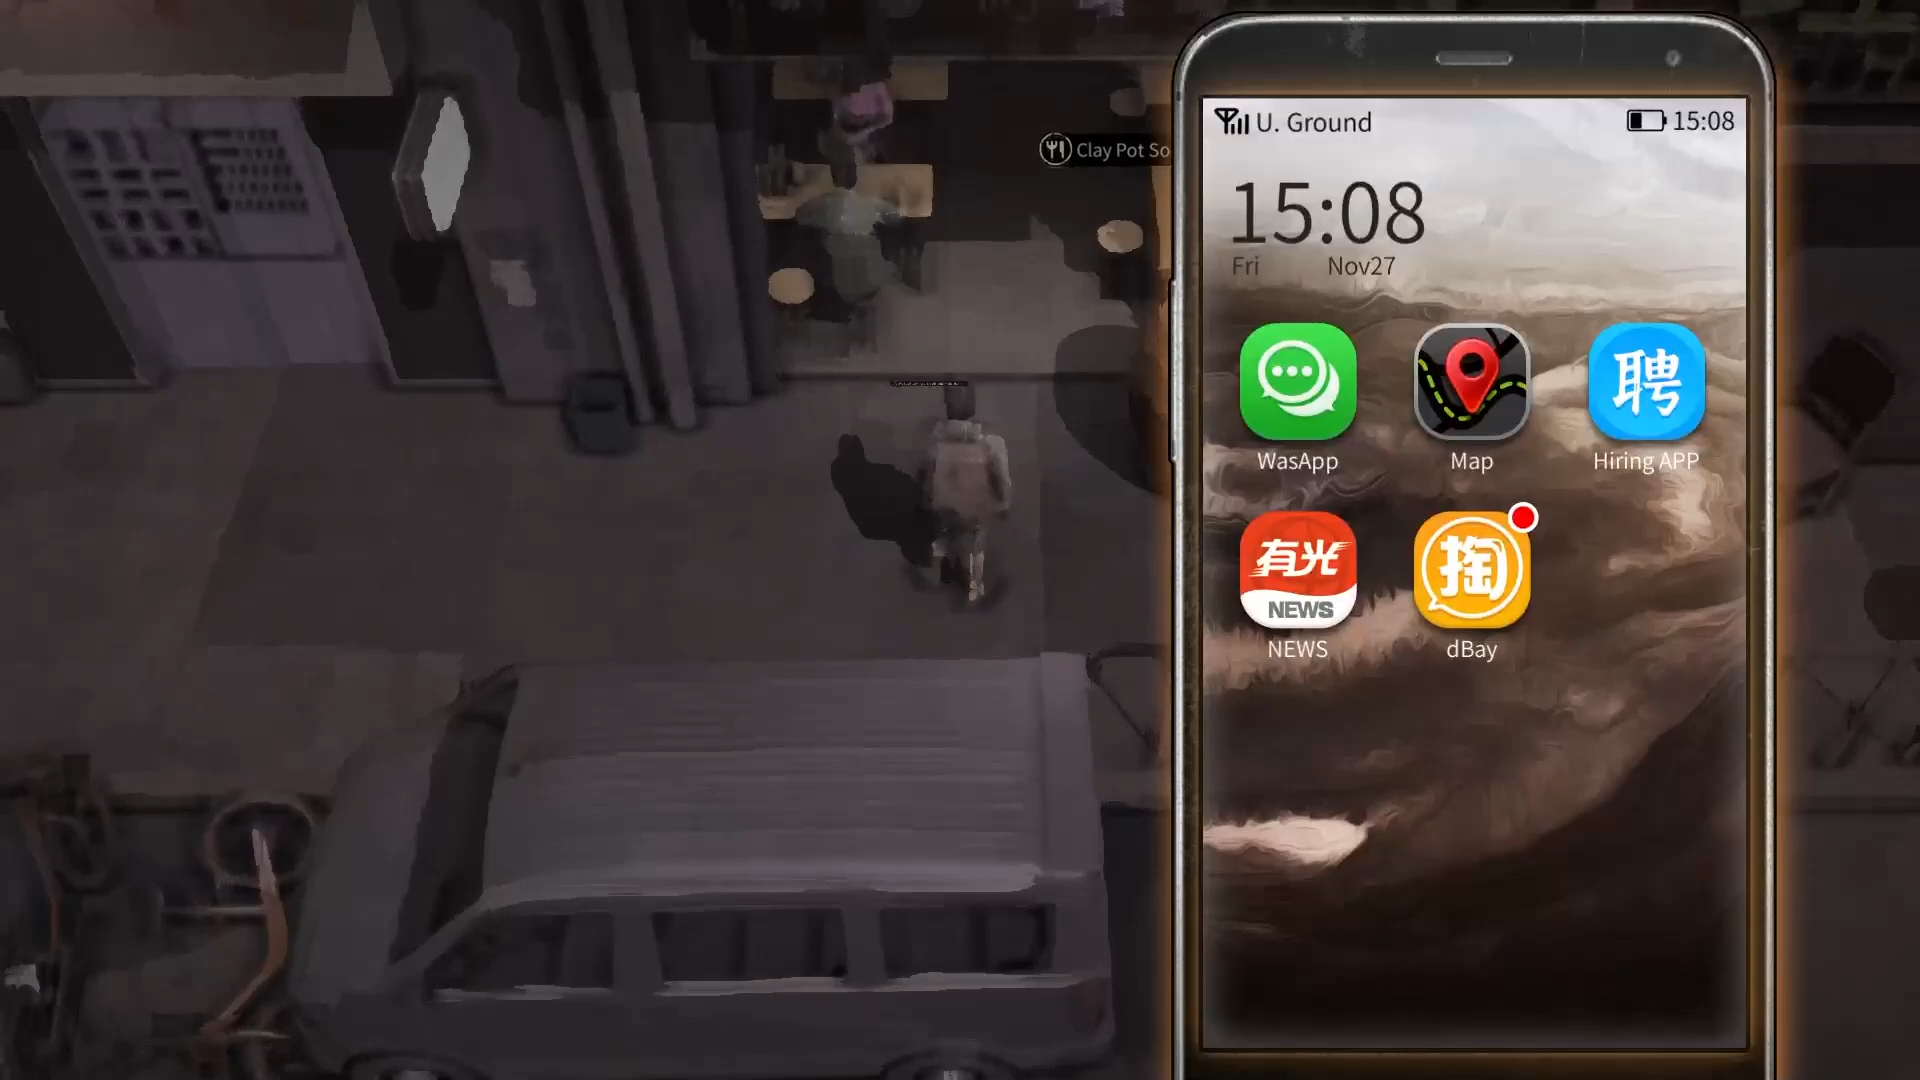 U. Ground
15:08
15:08
Fri
Nov27
Clay Pot So
聘
WasApp
Map
Hiring APP
有光
NEWS
掏
NEWS
dBay